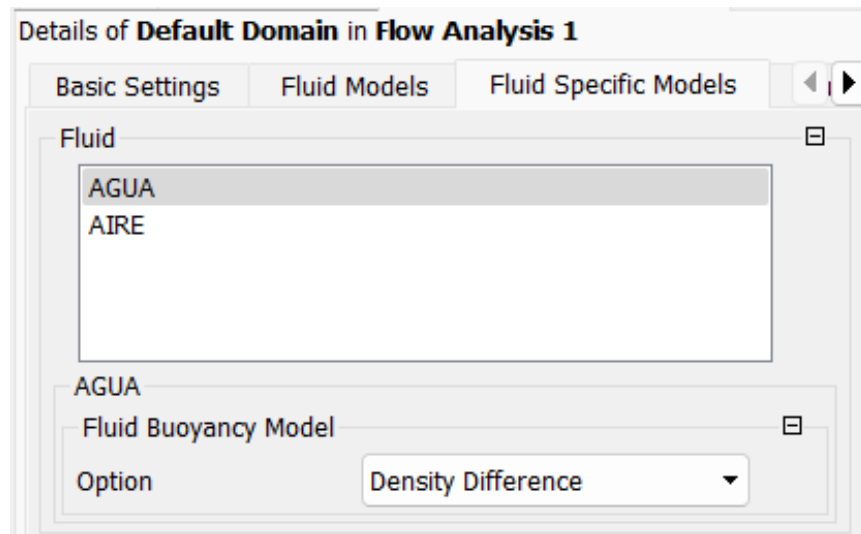 Details of Default Domain in Flow Analysis 1
Basic Settings Fluid Models Fluid Specific Models
Fluid
AGUA
AIRE
AGUA
Fluid Buoyancy Model
Option Density Difference